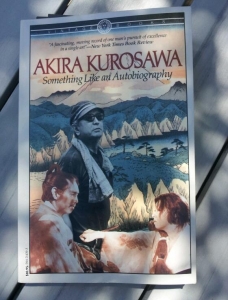 "A fascinating, moving record of one man's pursuit of excellence
in a single art."—New York Times Book Review
AKIRA KUROSAWA
Something Like an Autobiography